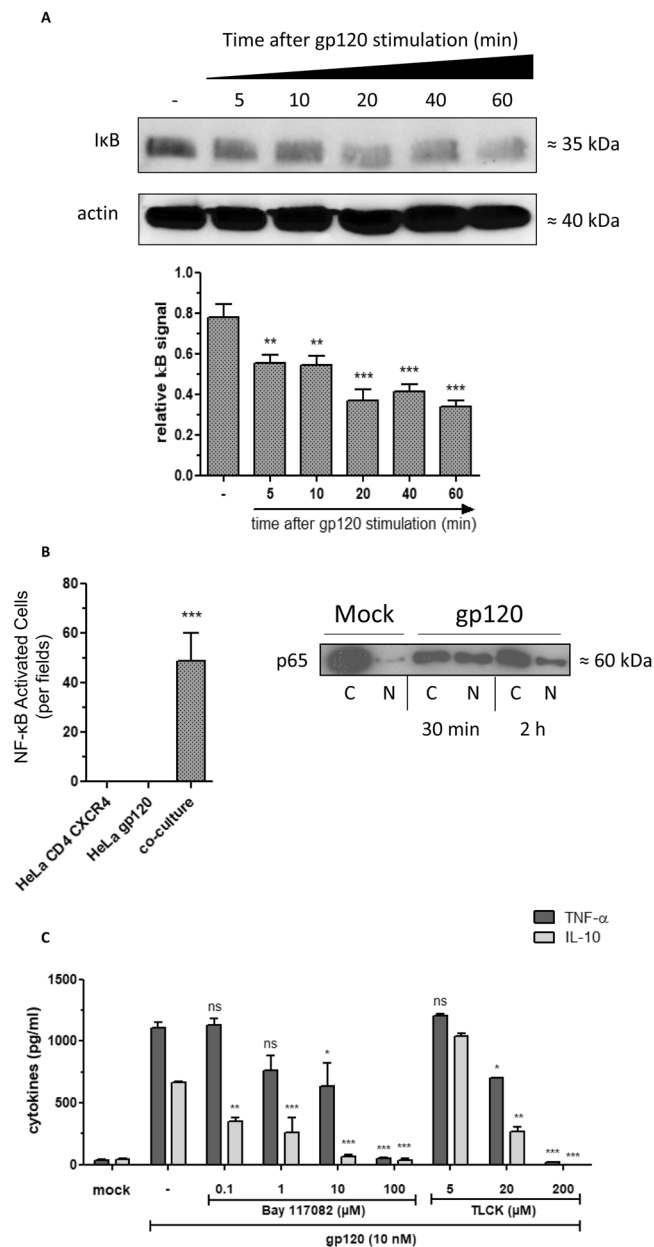 A
Time after gp120 stimulation (min)
- 5 10 20 40 60
IκB ≈ 35 kDa
actin ≈ 40 kDa
relative kB signal
1.0
0.8
0.6
0.4
0.2
0.0
** ** *** *** ***
- 5 10 20 40 60
time after gp120 stimulation (min)
B
NF-κB Activated Cells
(per fields)
80
60
40
20
0
***
HeLa CD4 CXCR4
HeLa gp120
co-culture
Mock gp120
p65 ≈ 60 kDa
C N C N C N
30 min 2 h
TNF-α
IL-10
C
cytokines (pg/ml)
1500
1000
500
0
ns ** ns *** * *** *** *** ns * ** *** ***
mock - 0.1 1 10 100 5 20 200
Bay 117082 (μM) TLCK (μM)
gp120 (10 nM)